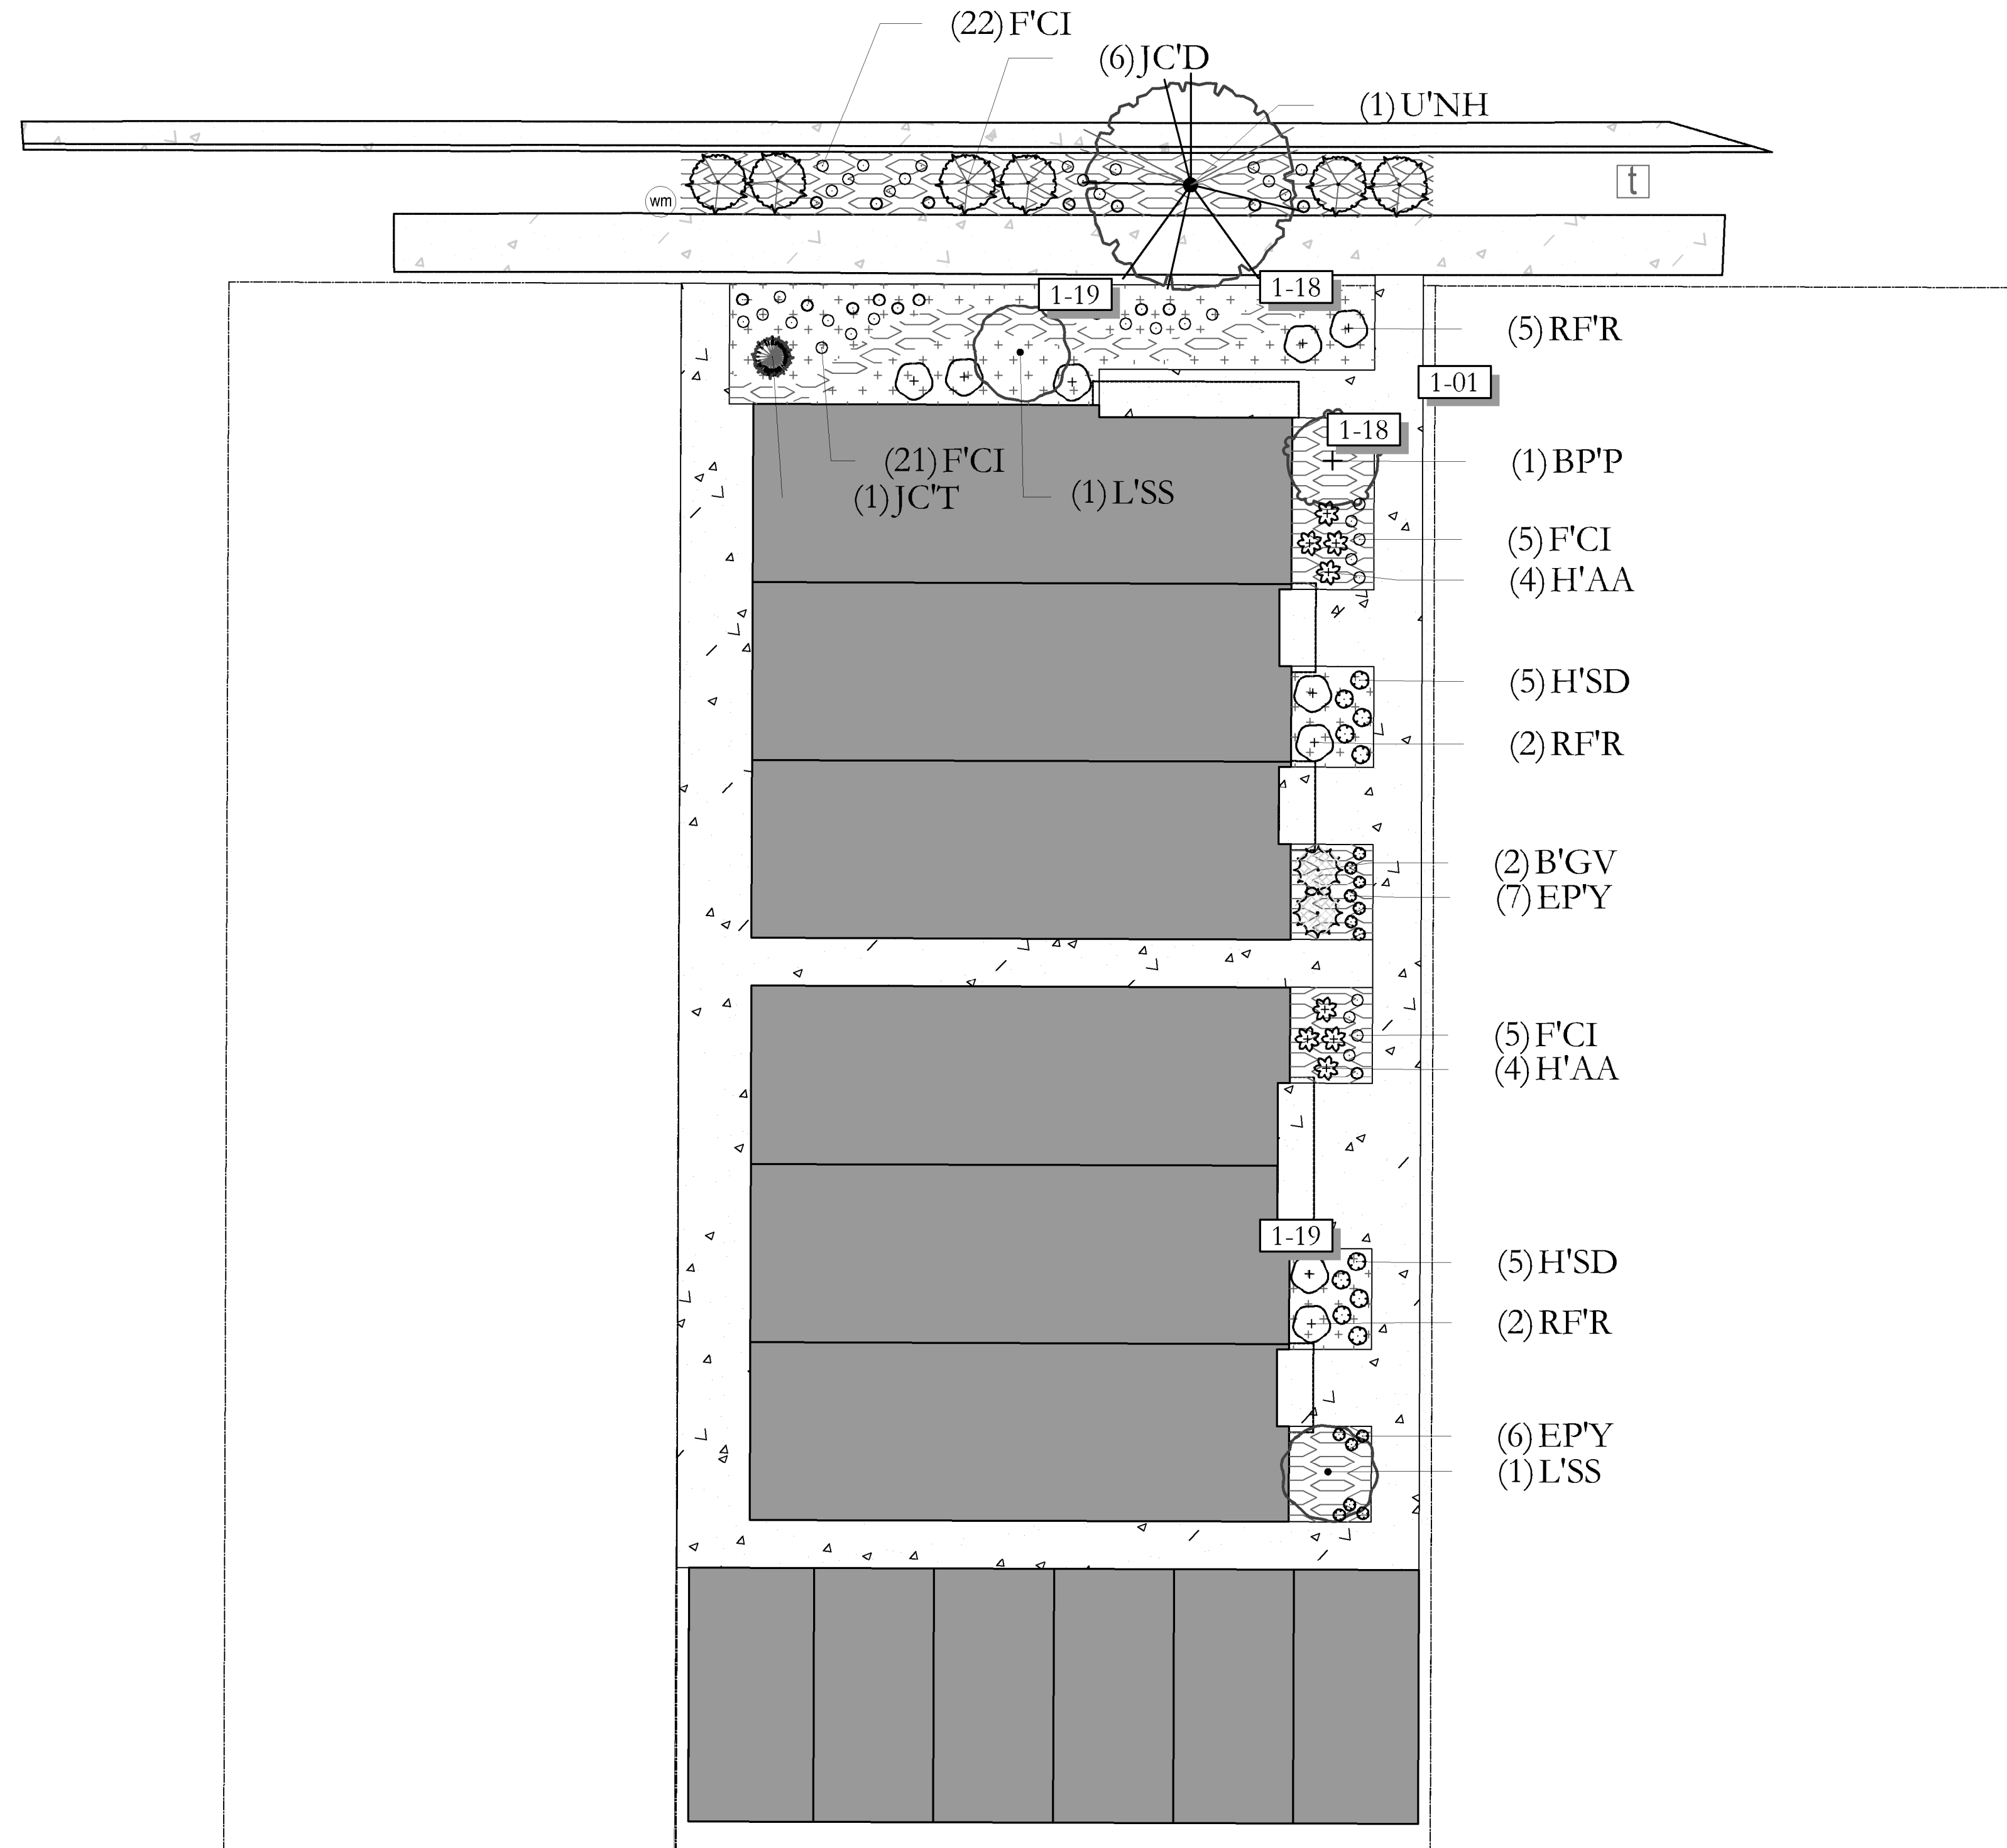 (22) F'CI
(6) JC'D
(1) U'NH
t
wm
1-19
1-18
(5) RF'R
1-01
1-18
(21) F'CI
(1) BP'P
(1) JC'T
(1) L'SS
(5) F'CI
(4) H'AA
(5) H'SD
(2) RF'R
(2) B'GV
(7) EP'Y
(5) F'CI
(4) H'AA
1-19
(5) H'SD
(2) RF'R
(6) EP'Y
(1) L'SS